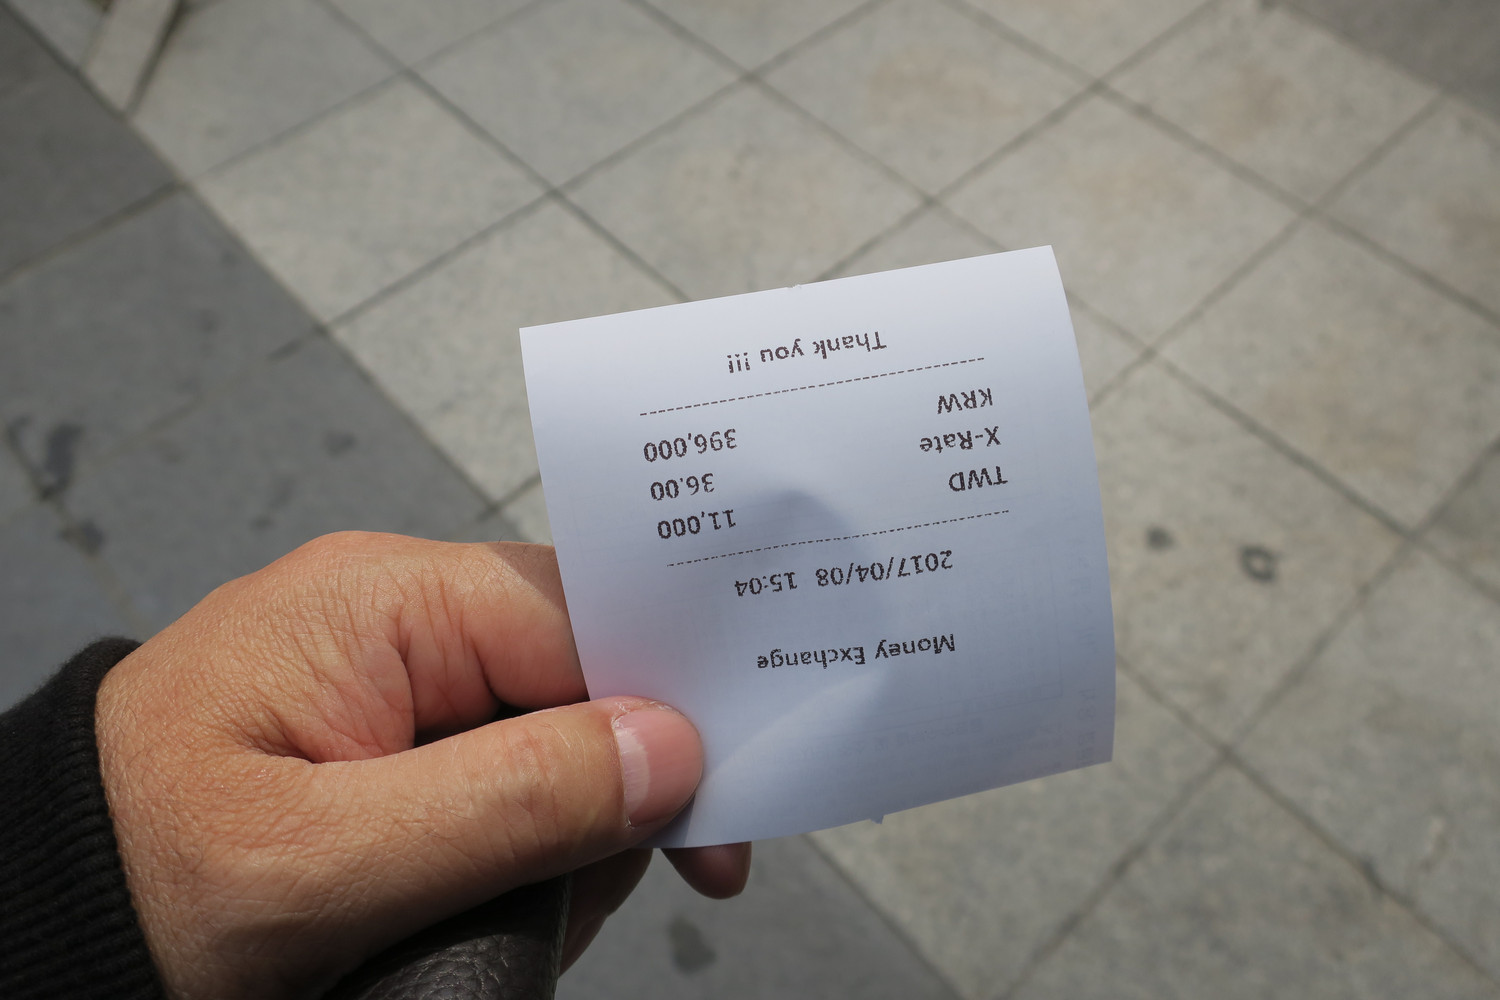 Money Exchange
2017/04/08 15:04
--------------------------------
TWD 11,000
X-Rate 36.00
KRW 396,000
--------------------------------
Thank you !!!